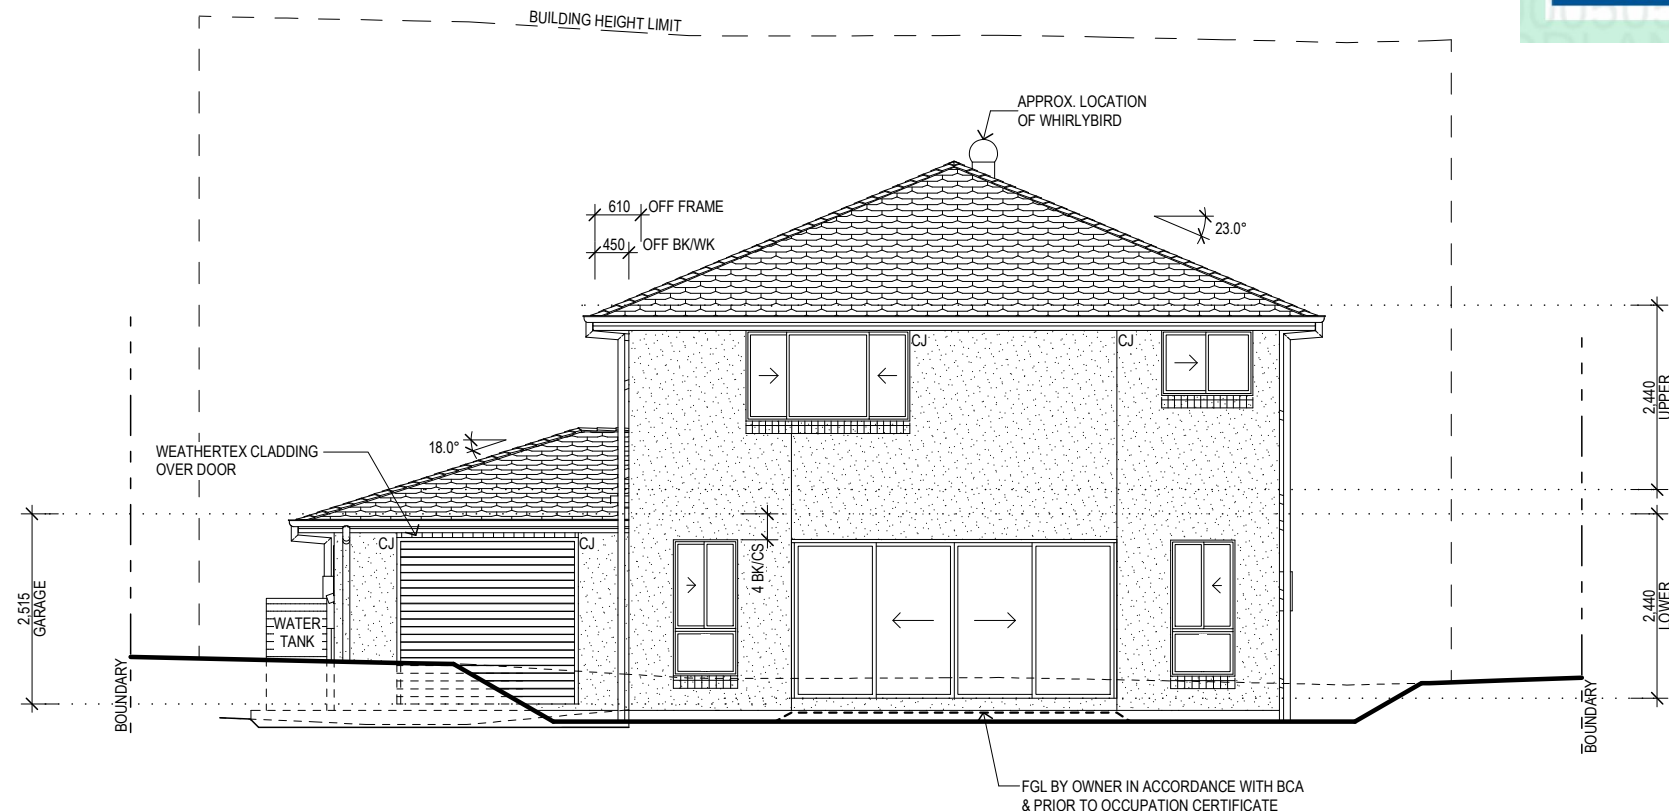 BUILDING HEIGHT LIMIT
APPROX. LOCATION
OF WHIRLYBIRD
610 OFF FRAME
450 OFF BK/WK
23.0°
CJ
CJ
2,440
UPPER
18.0°
WEATHERTEX CLADDING
OVER DOOR
CJ
CJ
4 BK/CS
2,515
GARAGE
WATER
TANK
2,440
LOWER
BOUNDARY
BOUNDARY
FGL BY OWNER IN ACCORDANCE WITH BCA
& PRIOR TO OCCUPATION CERTIFICATE